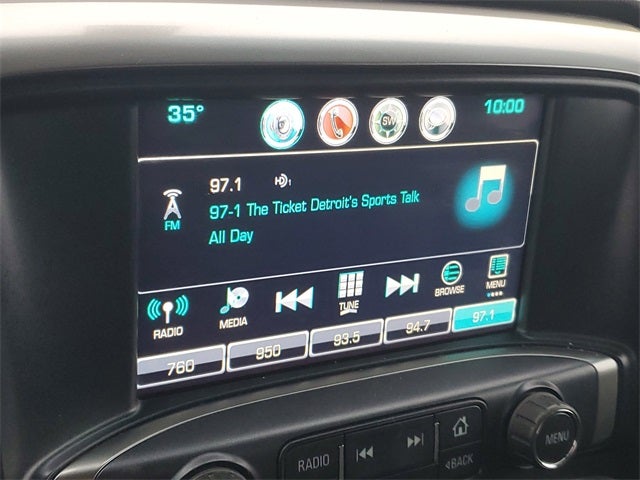 35°
SW
10:00
97.1 HD1
FM
97-1 The Ticket Detroit's Sports Talk
All Day
RADIO
MEDIA
TUNE
BROWSE
MENU
760
950
93.5
94.7
97.1
RADIO
BACK
MENU